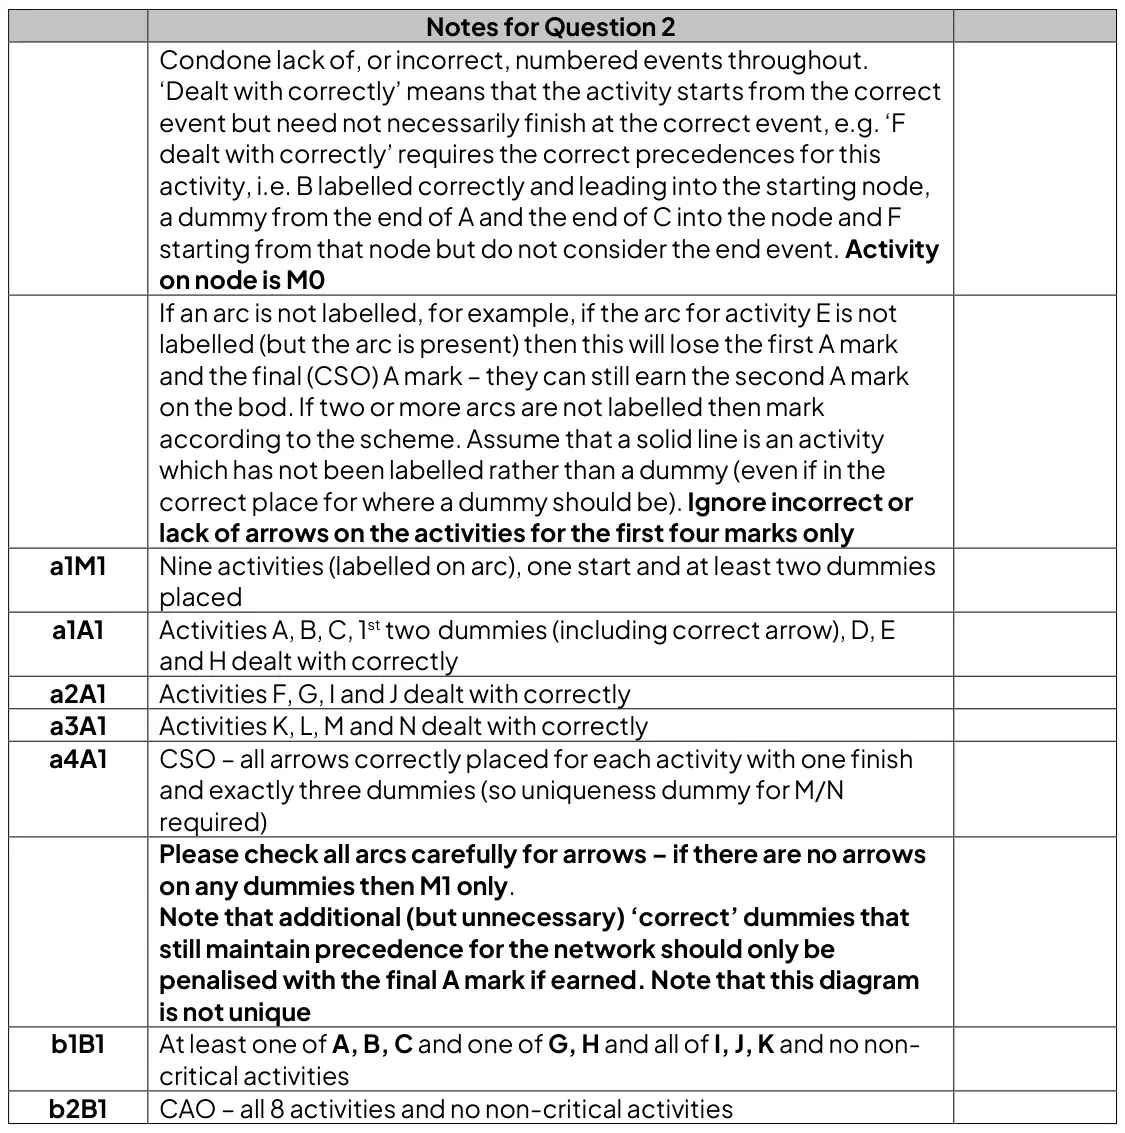 Notes for Question 2
Condone lack of, or incorrect, numbered events throughout.
‘Dealt with correctly’ means that the activity starts from the correct
event but need not necessarily finish at the correct event, e.g. ‘F
dealt with correctly’ requires the correct precedences for this
activity, i.e. B labelled correctly and leading into the starting node,
a dummy from the end of A and the end of C into the node and F
starting from that node but do not consider the end event. Activity
on node is M0
If an arc is not labelled, for example, if the arc for activity E is not
labelled (but the arc is present) then this will lose the first A mark
and the final (CSO) A mark – they can still earn the second A mark
on the bod. If two or more arcs are not labelled then mark
according to the scheme. Assume that a solid line is an activity
which has not been labelled rather than a dummy (even if in the
correct place for where a dummy should be). Ignore incorrect or
lack of arrows on the activities for the first four marks only
a1M1 Nine activities (labelled on arc), one start and at least two dummies
placed
a1A1 Activities A, B, C, 1st two dummies (including correct arrow), D, E
and H dealt with correctly
a2A1 Activities F, G, I and J dealt with correctly
a3A1 Activities K, L, M and N dealt with correctly
a4A1 CSO – all arrows correctly placed for each activity with one finish
and exactly three dummies (so uniqueness dummy for M/N
required)
Please check all arcs carefully for arrows – if there are no arrows
on any dummies then M1 only.
Note that additional (but unnecessary) ‘correct’ dummies that
still maintain precedence for the network should only be
penalised with the final A mark if earned. Note that this diagram
is not unique
b1B1 At least one of A, B, C and one of G, H and all of I, J, K and no non-
critical activities
b2B1 CAO – all 8 activities and no non-critical activities